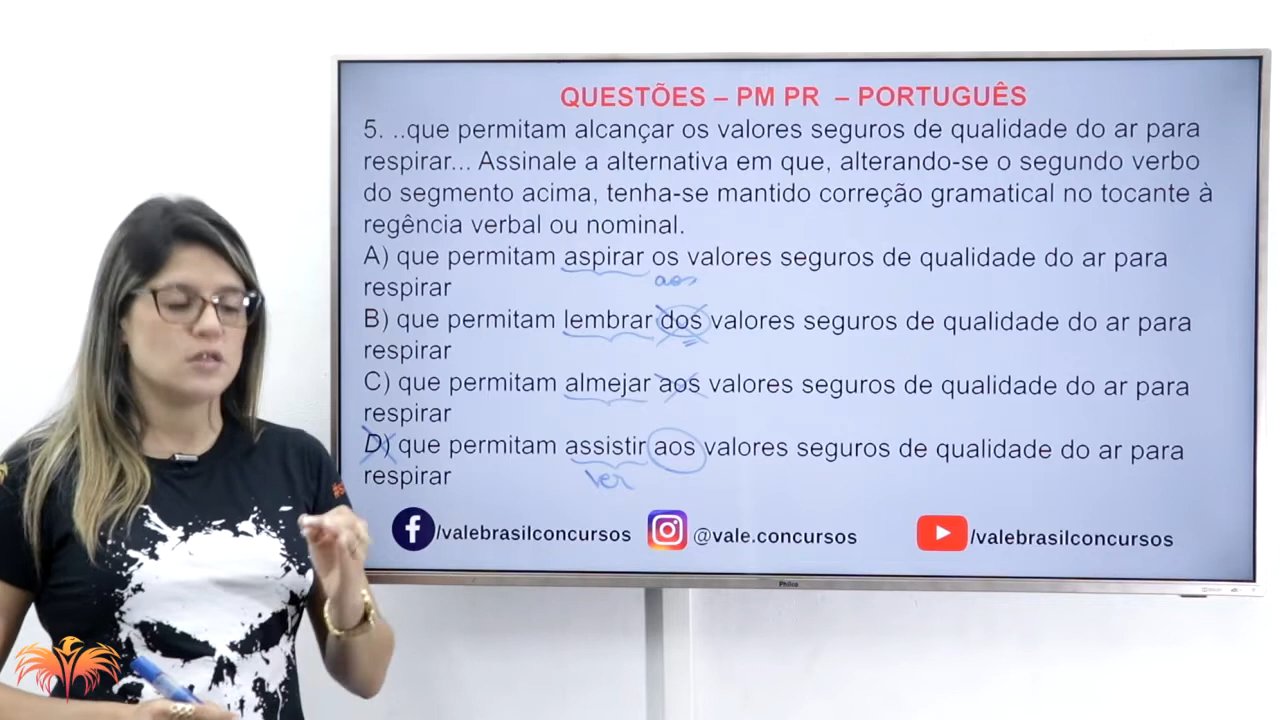 QUESTÕES – PM PR – PORTUGUÊS
5. ..que permitam alcançar os valores seguros de qualidade do ar para
respirar... Assinale a alternativa em que, alterando-se o segundo verbo
do segmento acima, tenha-se mantido correção gramatical no tocante à
regência verbal ou nominal.
A) que permitam aspirar os valores seguros de qualidade do ar para
aos
respirar
B) que permitam lembrar dos valores seguros de qualidade do ar para
respirar
C) que permitam almejar aos valores seguros de qualidade do ar para
respirar
D) que permitam assistir aos valores seguros de qualidade do ar para
ver
respirar
/valebrasilconcursos @vale.concursos /valebrasilconcursos
Philco